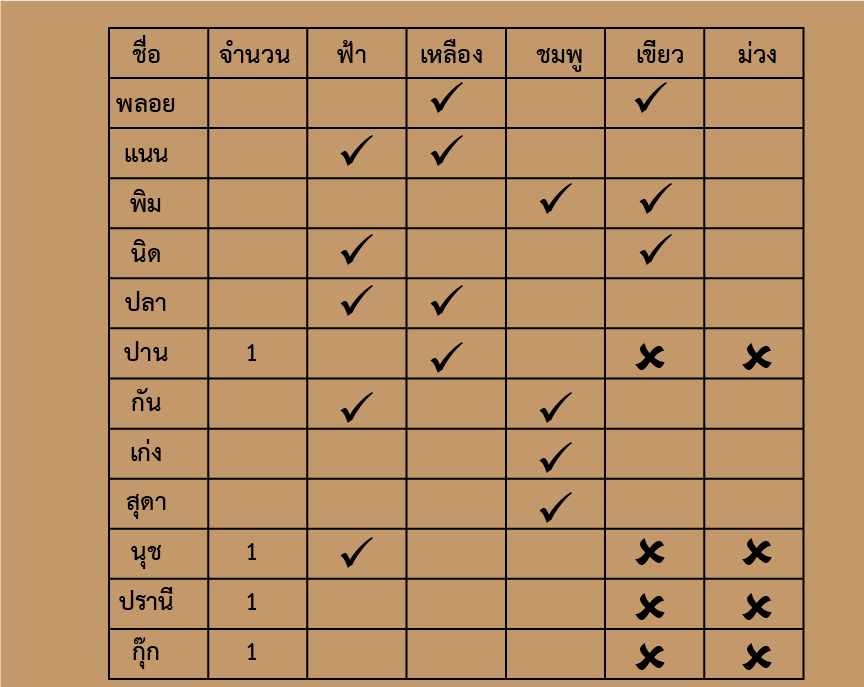 ชื่อ จำนวน ฟ้า เหลือง ชมพู เขียว ม่วง
พลอย ✓ ✓
แนน ✓ ✓
พิม ✓ ✓
นิด ✓ ✓
ปลา ✓ ✓
ปาน 1 ✓ ✘ ✘
กัน ✓ ✓
เก่ง ✓
สุดา ✓
นุช 1 ✓ ✘ ✘
ปรานี 1 ✘ ✘
กุ๊ก 1 ✘ ✘